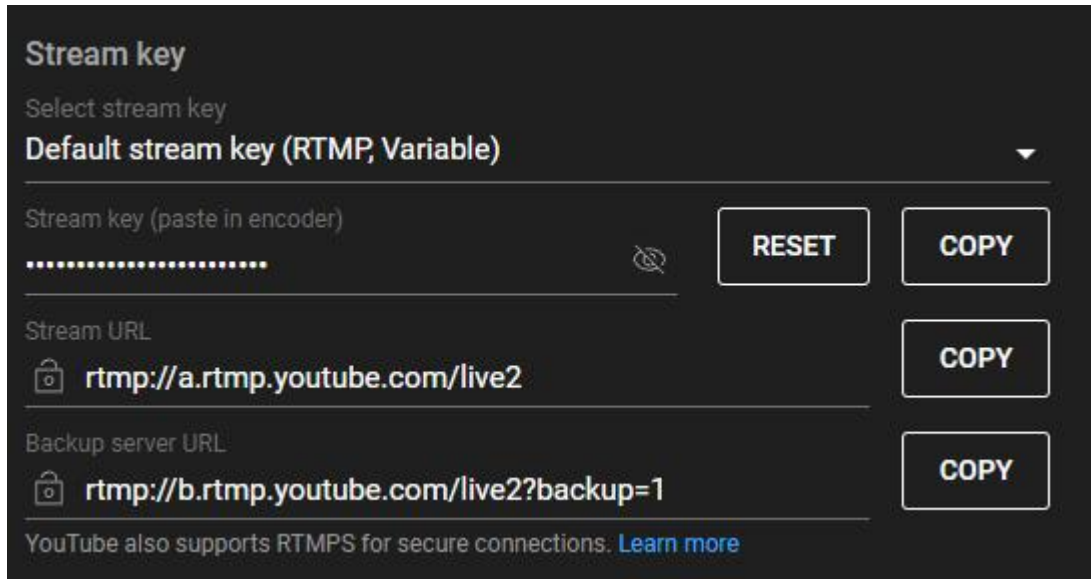 Stream key
Select stream key
Default stream key (RTMP, Variable)
Stream key (paste in encoder)
••••••••••••••••••••••••
RESET
COPY
Stream URL
rtmp://a.rtmp.youtube.com/live2
COPY
Backup server URL
rtmp://b.rtmp.youtube.com/live2?backup=1
COPY
YouTube also supports RTMPS for secure connections. Learn more